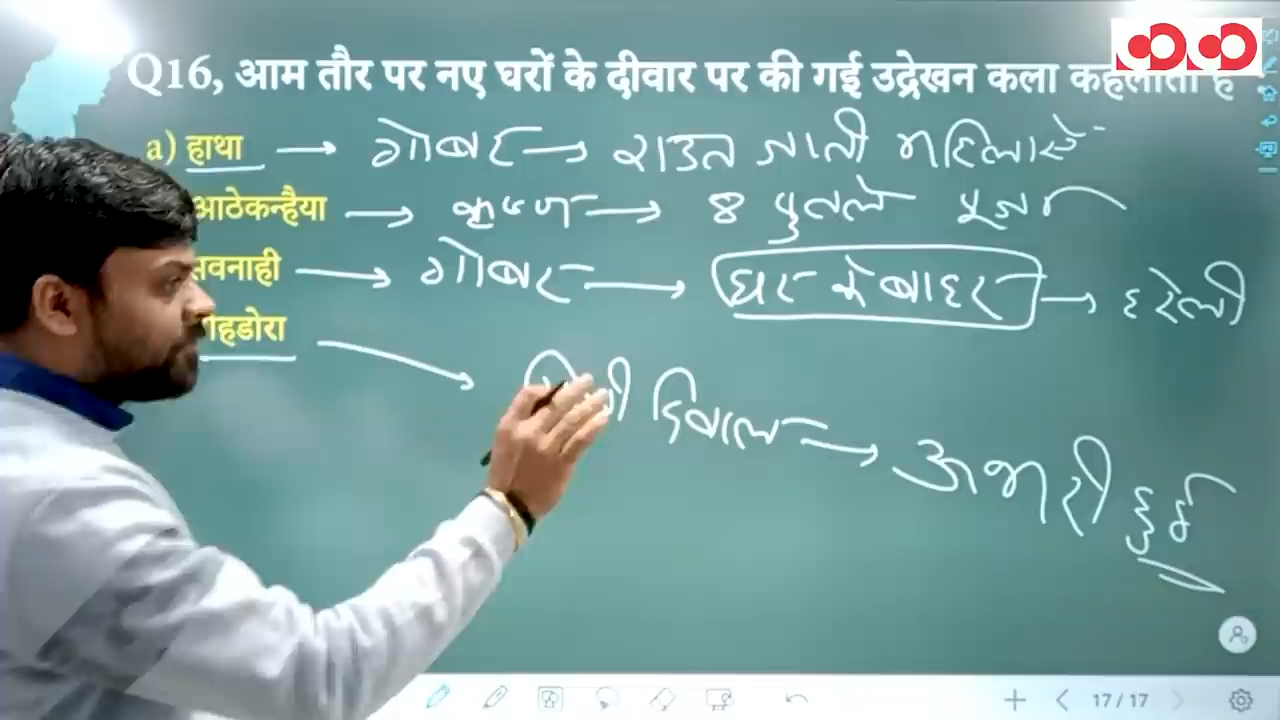 Q16, आम तौर पर नए घरों के दीवार पर की गई उद्रेखन कला कहलाती है
a) हाथा → गोबर → राउत जाती महिलाऐं
आठेकन्हैया → कृष्ण → 8 पुतले
सवनाही → गोबर → घर के बाहर → हरेली
हडोरा → दिवाल → उभरी हुई
17 / 17